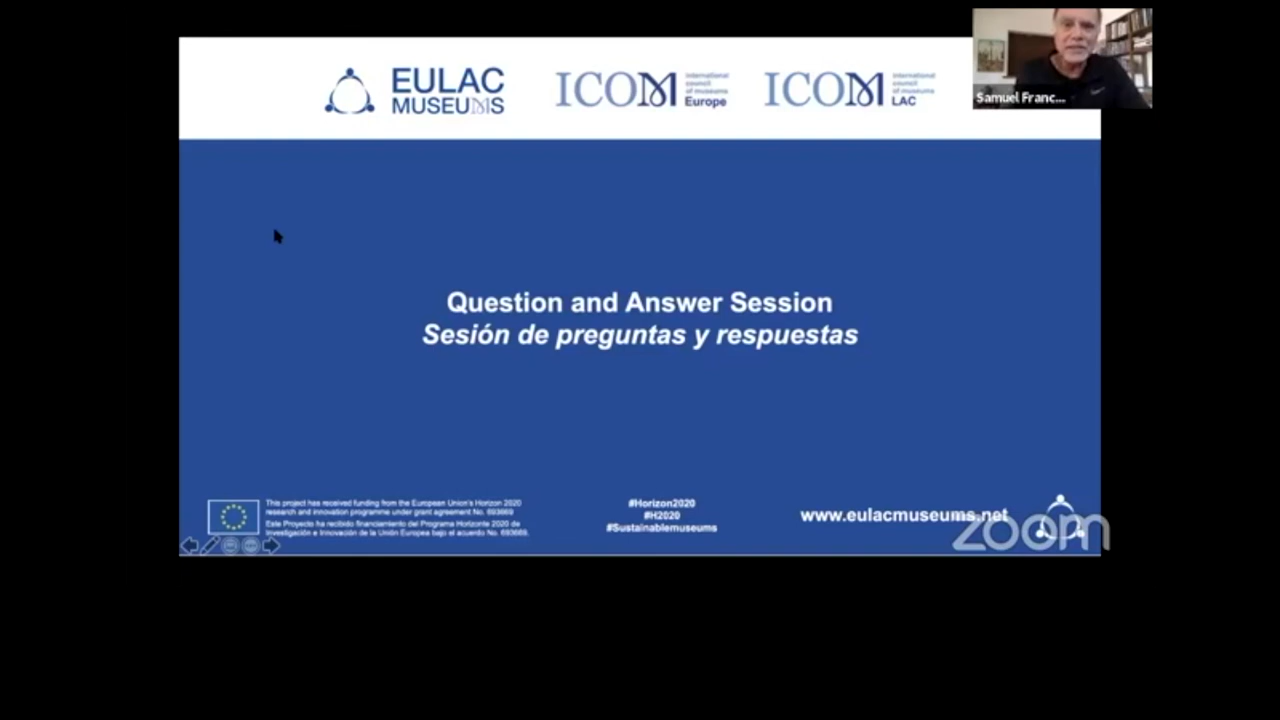 EULAC
MUSEUMS
ICOM
international
council
of museums
Europe
ICOM
international
council
of museums
LAC
Samuel Franc...
Question and Answer Session
Sesión de preguntas y respuestas
This project has received funding from the European Union's Horizon 2020
research and innovation programme under grant agreement No. 693669
Este Proyecto ha recibido financiamiento del Programa Horizonte 2020 de
Investigación e Innovación de la Unión Europea bajo el acuerdo No. 693669.
#Horizon2020
#H2020
#Sustainablemuseums
www.eulacmuseums.net
zoom